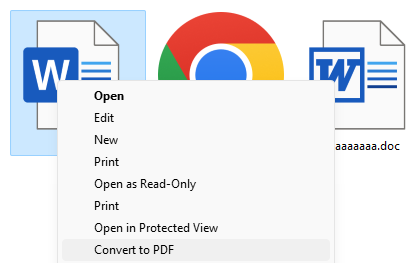 W
W
Open
Edit
New
Print
Open as Read-Only
Print
Open in Protected View
Convert to PDF
aaaaaaa.doc